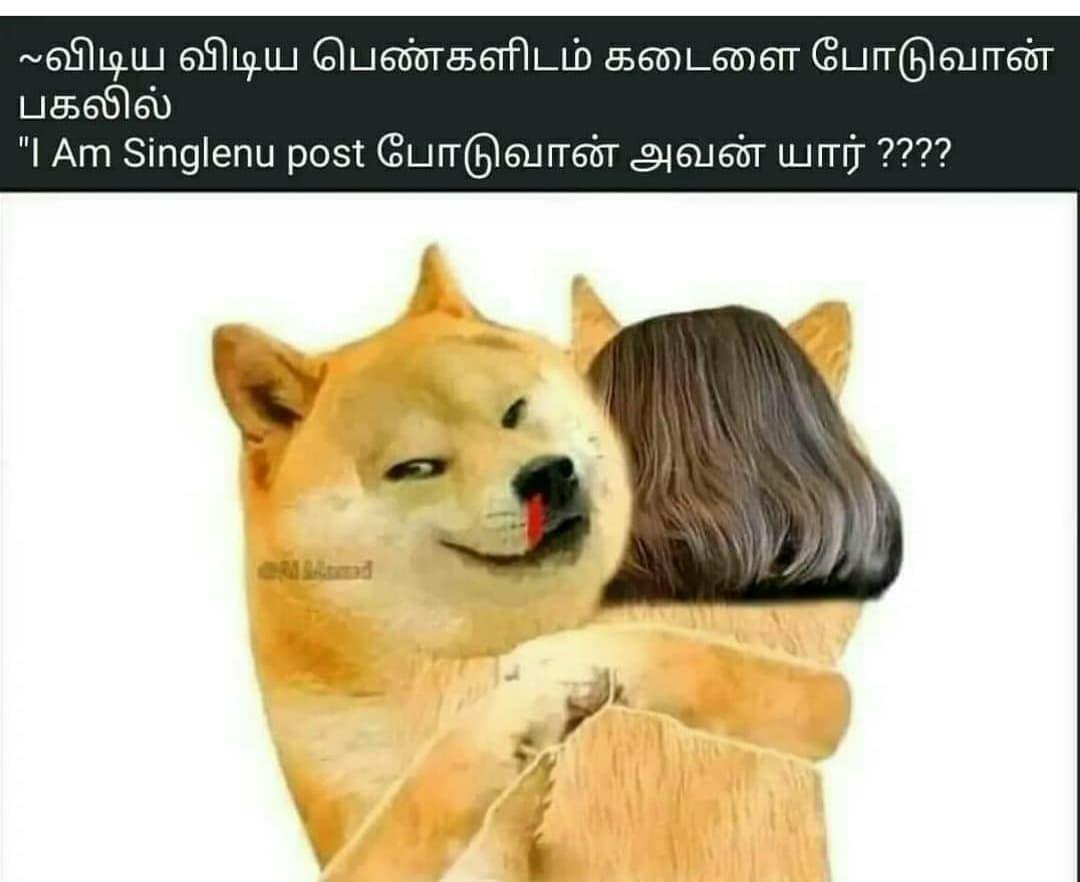 ~விடிய விடிய பெண்களிடம் கடைளை போடுவான்
பகலில்
"I Am Singlenu post போடுவான் அவன் யார் ????